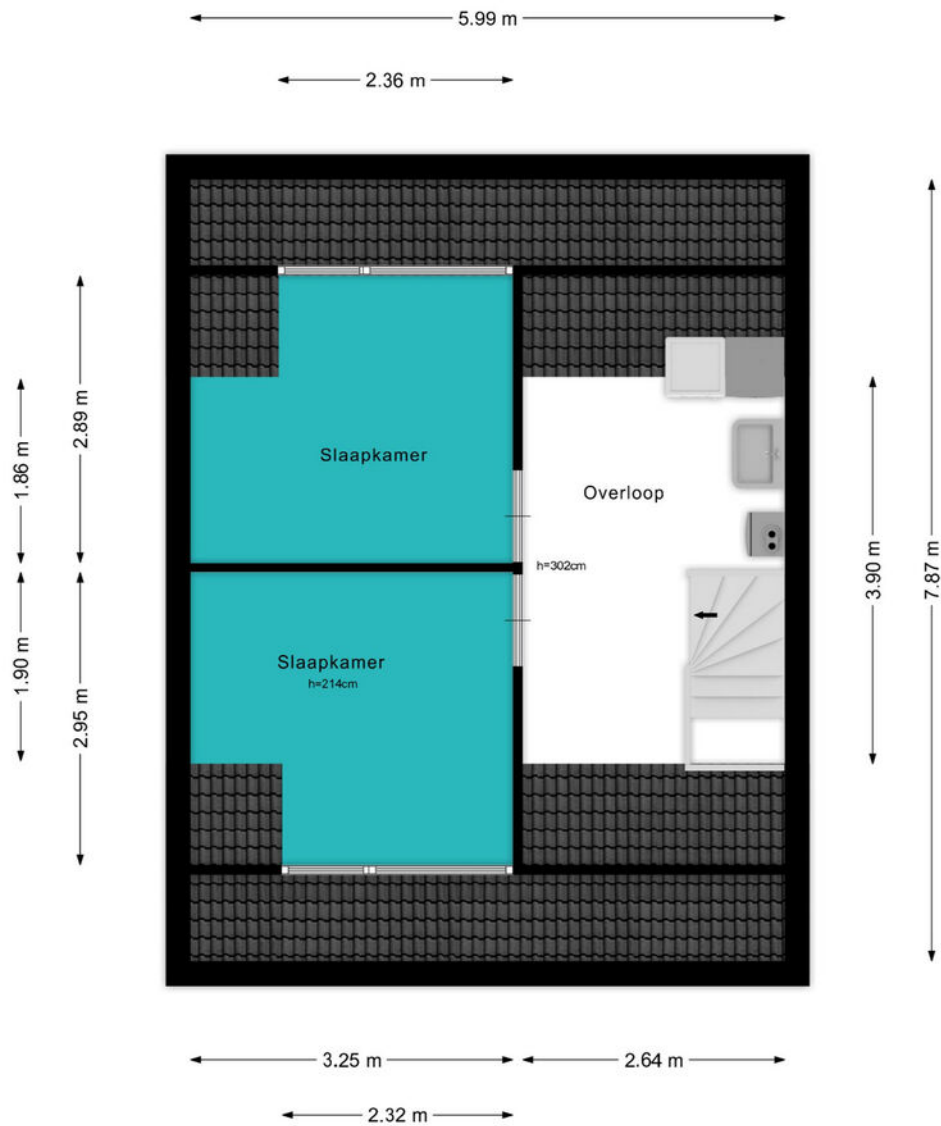 5.99 m
2.36 m
2.89 m
1.86 m
Slaapkamer
Overloop
h=302cm
3.90 m
7.87 m
1.90 m
2.95 m
Slaapkamer
h=214cm
3.25 m
2.64 m
2.32 m